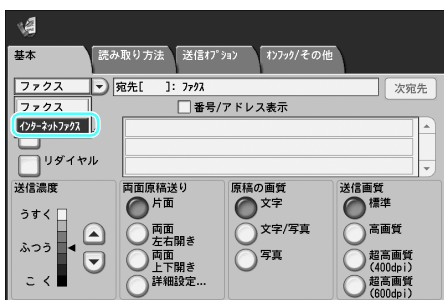 基本
読み取り方法
送信ｵﾌﾟｼｮﾝ
ｵﾝﾌｯｸ/その他
ファクス
宛先[ ]: ﾌｧｸｽ
次宛先
ファクス
ｲﾝﾀｰﾈｯﾄﾌｧｸｽ
番号/アドレス表示
リダイヤル
送信濃度
うすく
ふつう
こく
両面原稿送り
片面
両面
左右開き
両面
上下開き
詳細設定...
原稿の画質
文字
文字/写真
写真
送信画質
標準
高画質
超高画質
(400dpi)
超高画質
(600dpi)